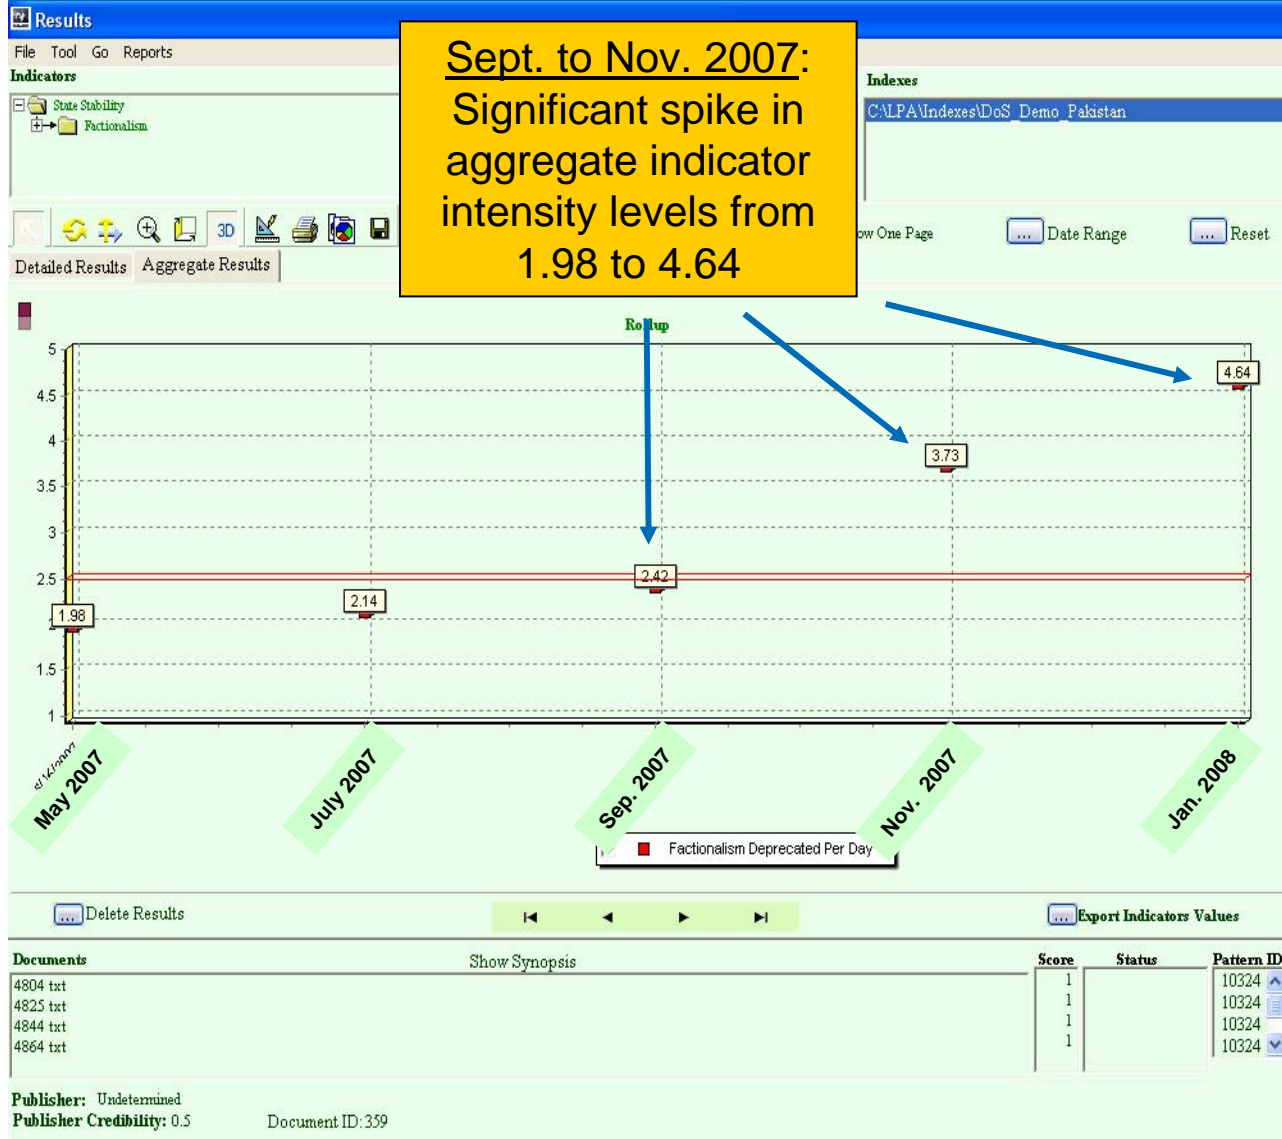 Results
File Tool Go Reports
Indicators
State Stability
Factionalism
Sept. to Nov. 2007:
Significant spike in
aggregate indicator
intensity levels from
1.98 to 4.64
Indexes
C:\LPA\Indexes\DoS_Demo_Pakistan
3D
One Page
... Date Range
... Reset
Detailed Results Aggregate Results
5
4.5
4
3.5
3
2.5
1.5
1
4.64
3.73
2.42
2.14
1.98
May 2007
July 2007
Sep. 2007
Nov. 2007
Jan. 2008
Factionalism Deprecated Per Day
... Delete Results
... Export Indicators Values
Documents Show Synopsis Score Status Pattern ID
4804 txt 1 10324
4825 txt 1 10324
4844 txt 1 10324
4864 txt 1 10324
Publisher: Undetermined
Publisher Credibility: 0.5 Document ID: 359